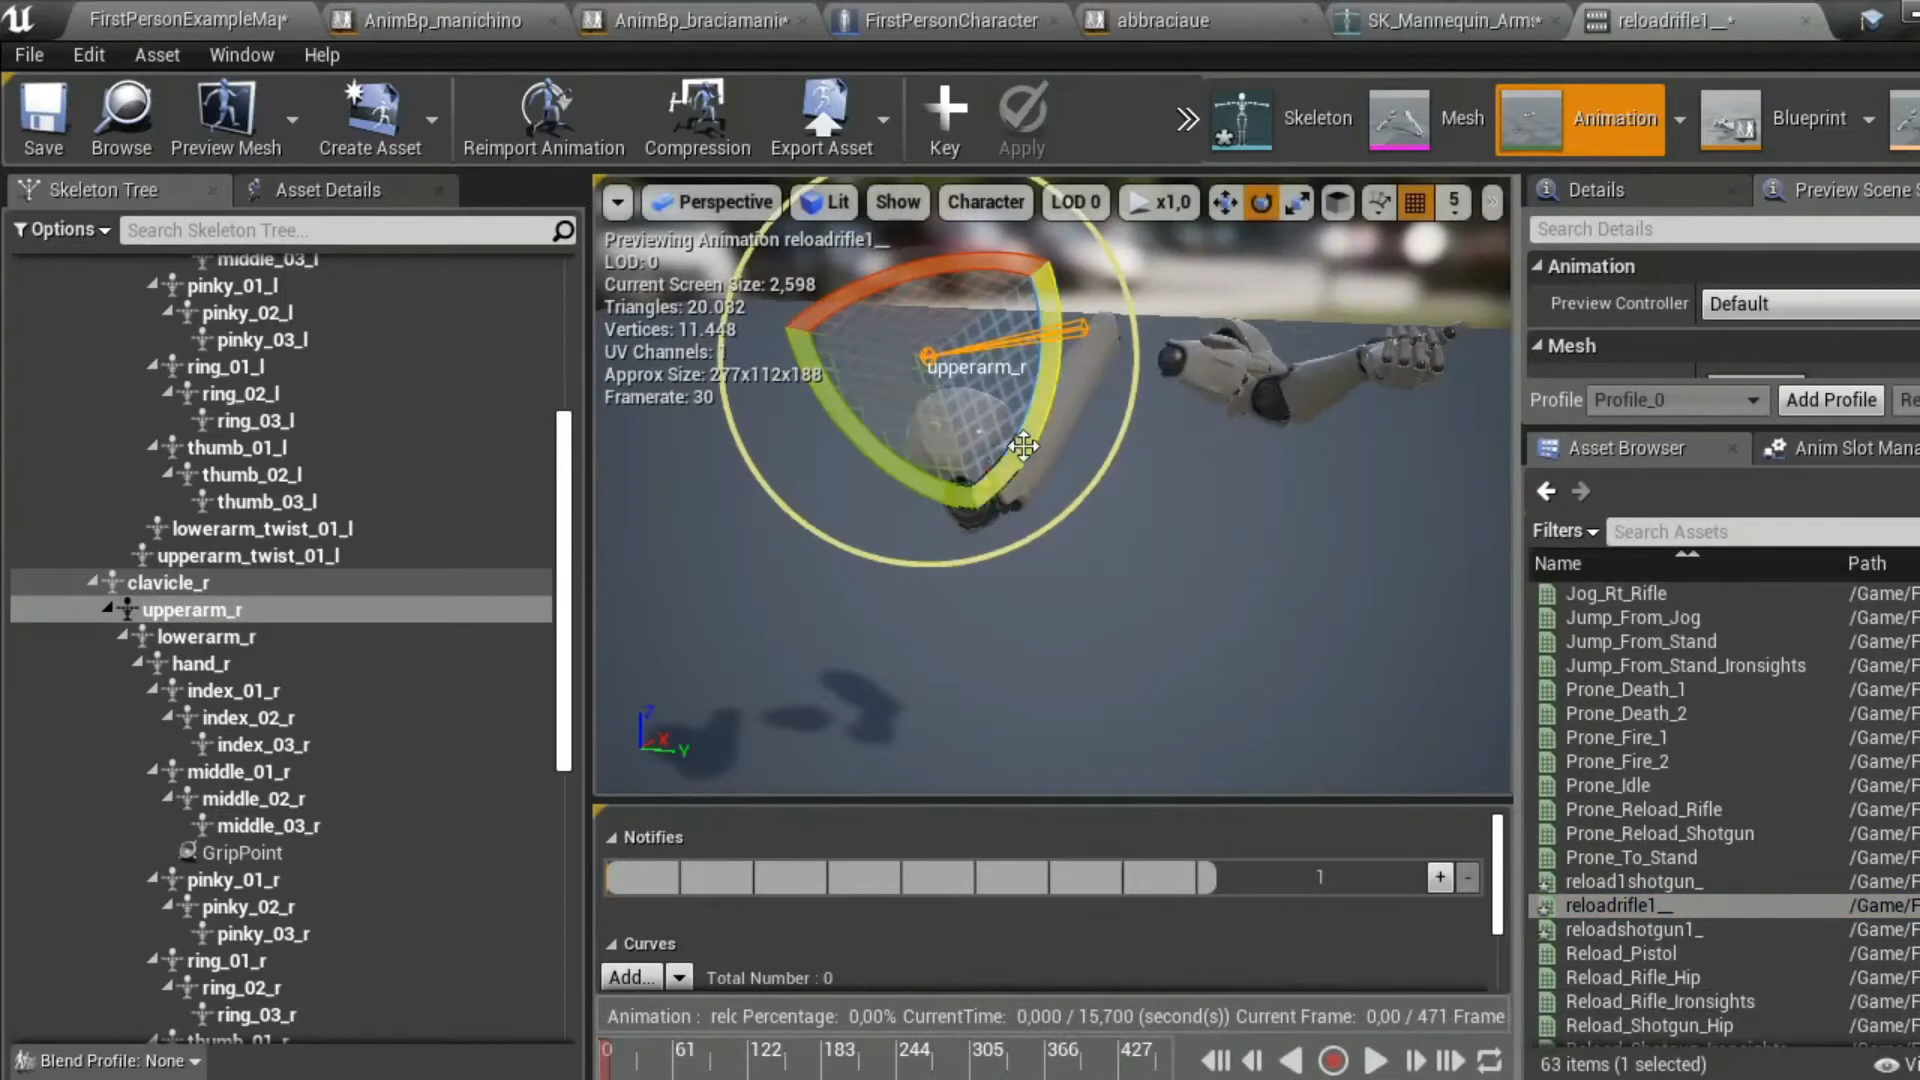 FirstPersonExampleMap* AnimBp_manichino AnimBp_braciamani* FirstPersonCharacter abbraciaue SK_Mannequin_Arms* reloadrifle1__*
File Edit Asset Window Help
Save Browse Preview Mesh Create Asset Reimport Animation Compression Export Asset Key Apply Skeleton Mesh Animation Blueprint
Skeleton Tree Asset Details
Options Search Skeleton Tree...
middle_03_l
pinky_01_l
pinky_02_l
pinky_03_l
ring_01_l
ring_02_l
ring_03_l
thumb_01_l
thumb_02_l
thumb_03_l
lowerarm_twist_01_l
upperarm_twist_01_l
clavicle_r
upperarm_r
lowerarm_r
hand_r
index_01_r
index_02_r
index_03_r
middle_01_r
middle_02_r
middle_03_r
GripPoint
pinky_01_r
pinky_02_r
pinky_03_r
ring_01_r
ring_02_r
ring_03_r
thumb_01_r
Blend Profile: None
Perspective Lit Show Character LOD 0 x1,0 5
Previewing Animation reloadrifle1__
LOD: 0
Current Screen Size: 2,598
Triangles: 20.032
Vertices: 11.448
UV Channels: 1
Approx Size: 277x112x188
Framerate: 30
upperarm_r
Z
X
Y
Notifies
1 + -
Curves
Add... Total Number : 0
Animation : relc Percentage: 0,00% CurrentTime: 0,000 / 15,700 (second(s)) Current Frame: 0,00 / 471 Frame
0 61 122 183 244 305 366 427
Details Preview Scene S
Search Details
Animation
Preview Controller Default
Mesh
Profile Profile_0 Add Profile Re
Asset Browser Anim Slot Mana
Filters Search Assets
Name Path
Jog_Rt_Rifle /Game/F
Jump_From_Jog /Game/F
Jump_From_Stand /Game/F
Jump_From_Stand_Ironsights /Game/F
Prone_Death_1 /Game/F
Prone_Death_2 /Game/F
Prone_Fire_1 /Game/F
Prone_Fire_2 /Game/F
Prone_Idle /Game/F
Prone_Reload_Rifle /Game/F
Prone_Reload_Shotgun /Game/F
Prone_To_Stand /Game/F
reload1shotgun_ /Game/F
reloadrifle1__ /Game/F
reloadshotgun1_ /Game/F
Reload_Pistol /Game/F
Reload_Rifle_Hip /Game/F
Reload_Rifle_Ironsights /Game/F
Reload_Shotgun_Hip /Game/F
63 items (1 selected) Vi